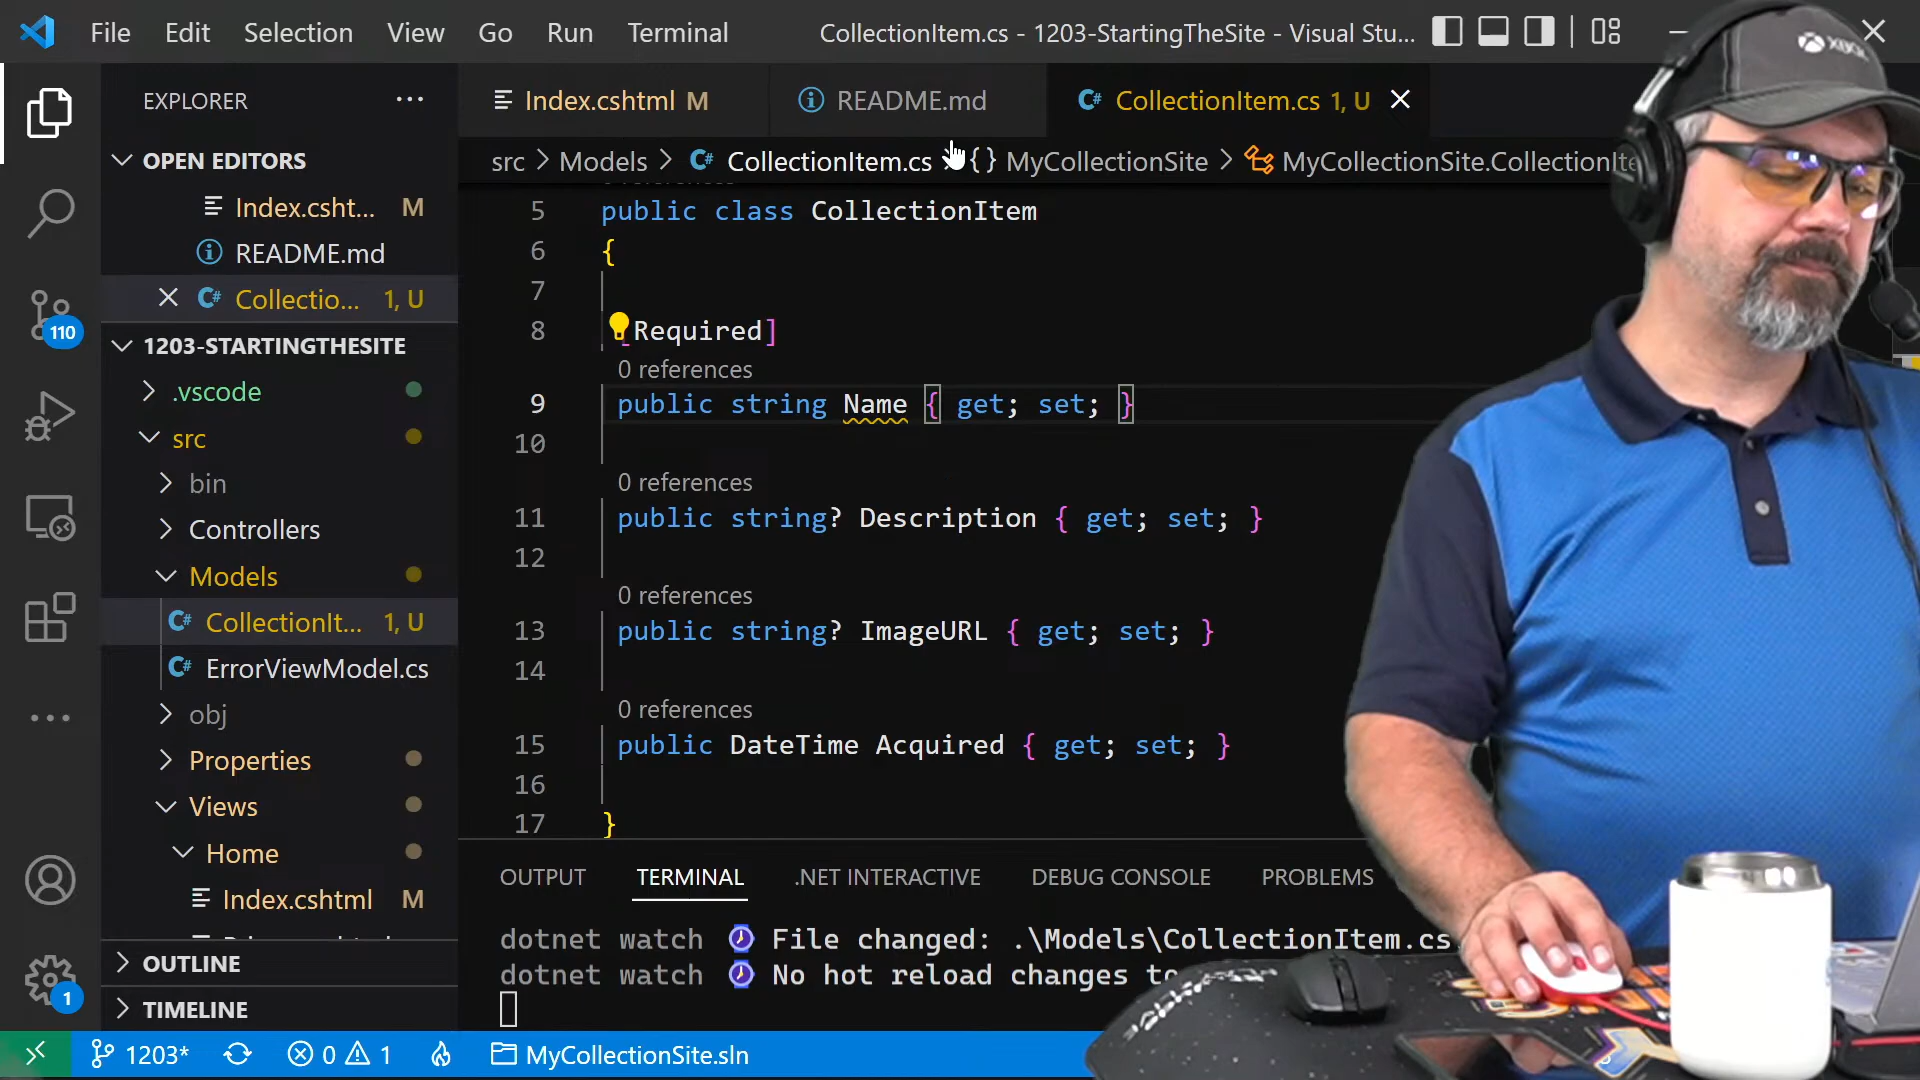 File Edit Selection View Go Run Terminal CollectionItem.cs - 1203-StartingTheSite - Visual Stu...
EXPLORER
OPEN EDITORS
Index.csht... M
README.md
Collectio... 1, U
1203-STARTINGTHESITE
.vscode
src
bin
Controllers
Models
CollectionIt... 1, U
ErrorViewModel.cs
obj
Properties
Views
Home
Index.cshtml M
OUTLINE
TIMELINE
110
1
Index.cshtml M README.md CollectionItem.cs 1, U
src > Models > CollectionItem.cs {} MyCollectionSite > MyCollectionSite.CollectionIte
5 public class CollectionItem
6 {
7
8 [Required]
0 references
9 public string Name { get; set; }
10
0 references
11 public string? Description { get; set; }
12
0 references
13 public string? ImageURL { get; set; }
14
0 references
15 public DateTime Acquired { get; set; }
16
17 }
OUTPUT TERMINAL .NET INTERACTIVE DEBUG CONSOLE PROBLEMS
dotnet watch ⌚ File changed: .\Models\CollectionItem.cs
dotnet watch ⌚ No hot reload changes to
1203* 0 1 MyCollectionSite.sln
XBOX